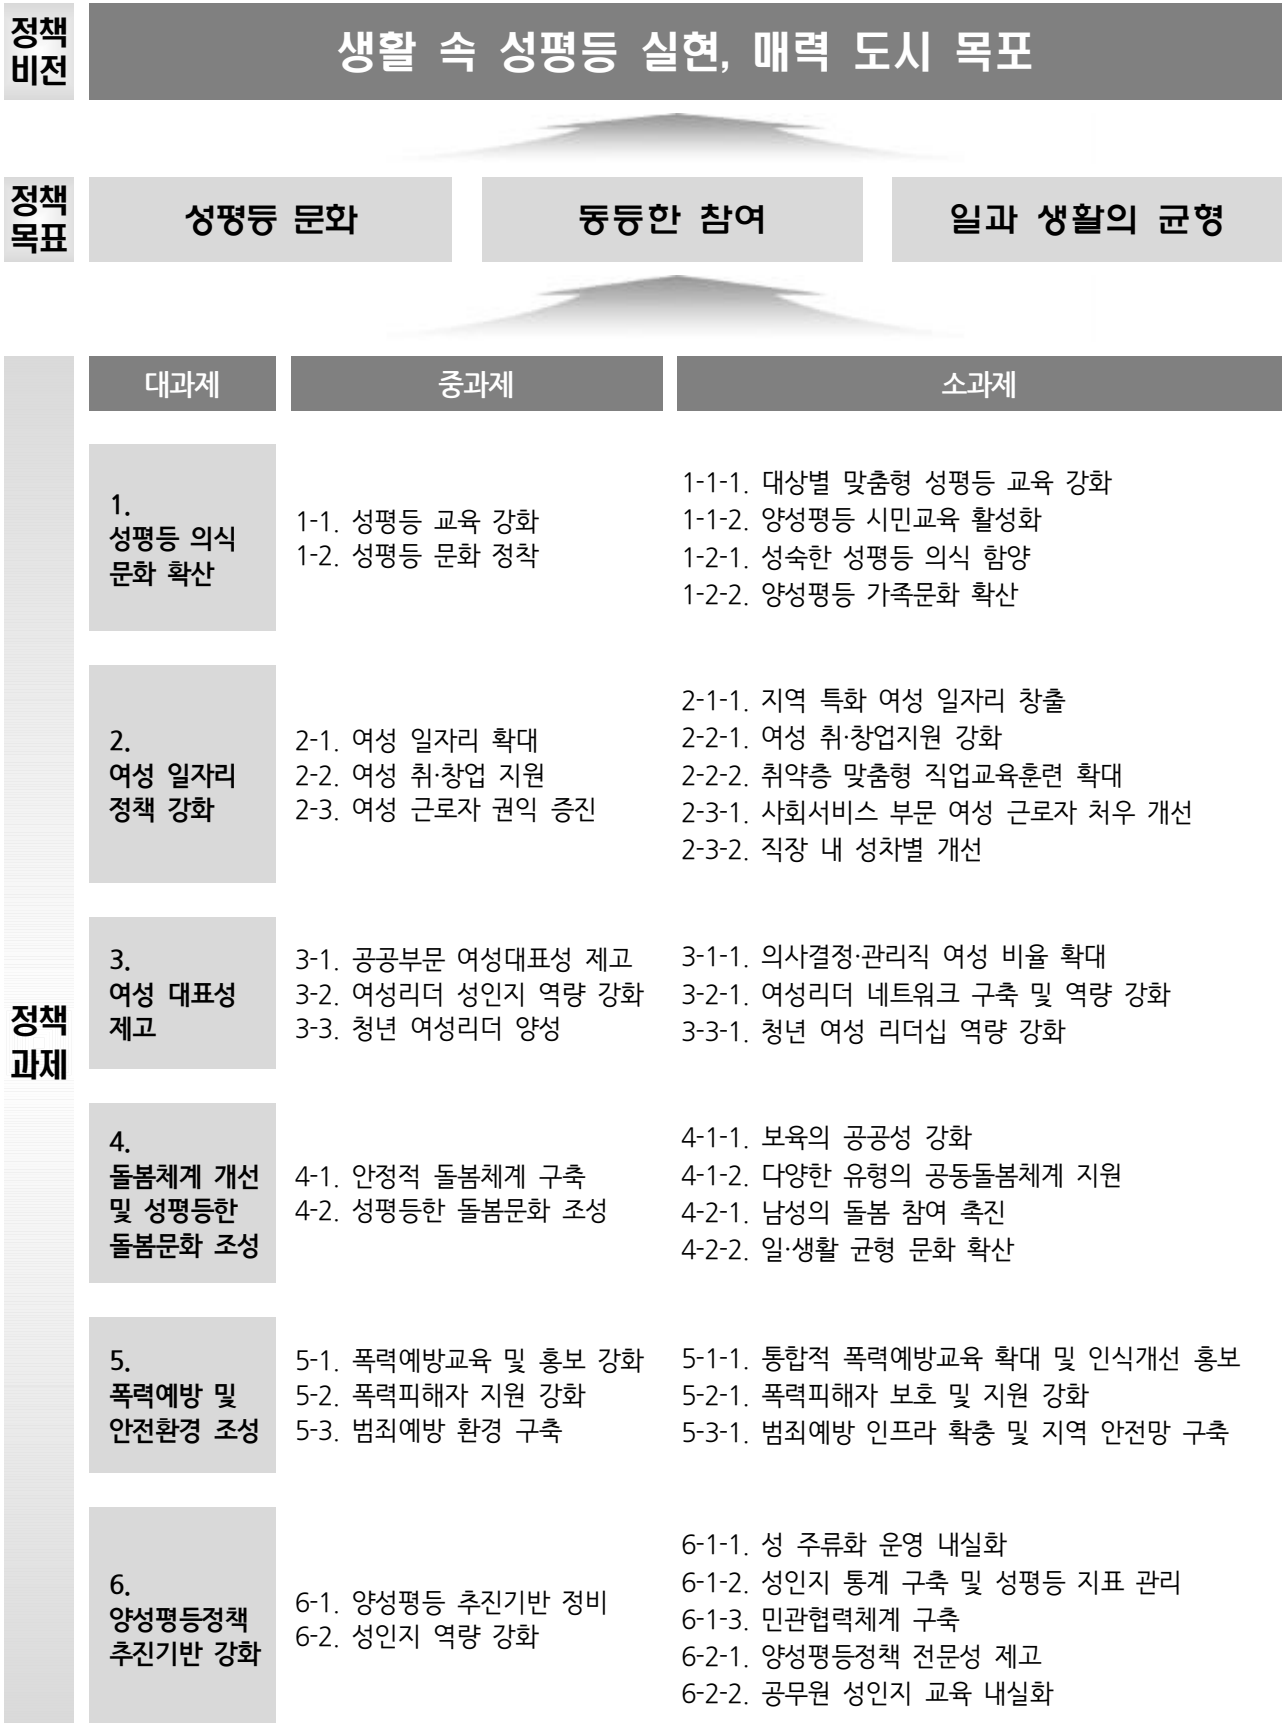 정책
비전
생활 속 성평등 실현, 매력 도시 목포
정책
목표
성평등 문화
동등한 참여
일과 생활의 균형
정책
과제
대과제
중과제
소과제
1.
성평등 의식
문화 확산
1-1. 성평등 교육 강화
1-2. 성평등 문화 정착
1-1-1. 대상별 맞춤형 성평등 교육 강화
1-1-2. 양성평등 시민교육 활성화
1-2-1. 성숙한 성평등 의식 함양
1-2-2. 양성평등 가족문화 확산
2.
여성 일자리
정책 강화
2-1. 여성 일자리 확대
2-2. 여성 취·창업 지원
2-3. 여성 근로자 권익 증진
2-1-1. 지역 특화 여성 일자리 창출
2-2-1. 여성 취·창업지원 강화
2-2-2. 취약층 맞춤형 직업교육훈련 확대
2-3-1. 사회서비스 부문 여성 근로자 처우 개선
2-3-2. 직장 내 성차별 개선
3.
여성 대표성
제고
3-1. 공공부문 여성대표성 제고
3-2. 여성리더 성인지 역량 강화
3-3. 청년 여성리더 양성
3-1-1. 의사결정·관리직 여성 비율 확대
3-2-1. 여성리더 네트워크 구축 및 역량 강화
3-3-1. 청년 여성 리더십 역량 강화
4.
돌봄체계 개선
및 성평등한
돌봄문화 조성
4-1. 안정적 돌봄체계 구축
4-2. 성평등한 돌봄문화 조성
4-1-1. 보육의 공공성 강화
4-1-2. 다양한 유형의 공동돌봄체계 지원
4-2-1. 남성의 돌봄 참여 촉진
4-2-2. 일·생활 균형 문화 확산
5.
폭력예방 및
안전환경 조성
5-1. 폭력예방교육 및 홍보 강화
5-2. 폭력피해자 지원 강화
5-3. 범죄예방 환경 구축
5-1-1. 통합적 폭력예방교육 확대 및 인식개선 홍보
5-2-1. 폭력피해자 보호 및 지원 강화
5-3-1. 범죄예방 인프라 확충 및 지역 안전망 구축
6.
양성평등정책
추진기반 강화
6-1. 양성평등 추진기반 정비
6-2. 성인지 역량 강화
6-1-1. 성 주류화 운영 내실화
6-1-2. 성인지 통계 구축 및 성평등 지표 관리
6-1-3. 민관협력체계 구축
6-2-1. 양성평등정책 전문성 제고
6-2-2. 공무원 성인지 교육 내실화